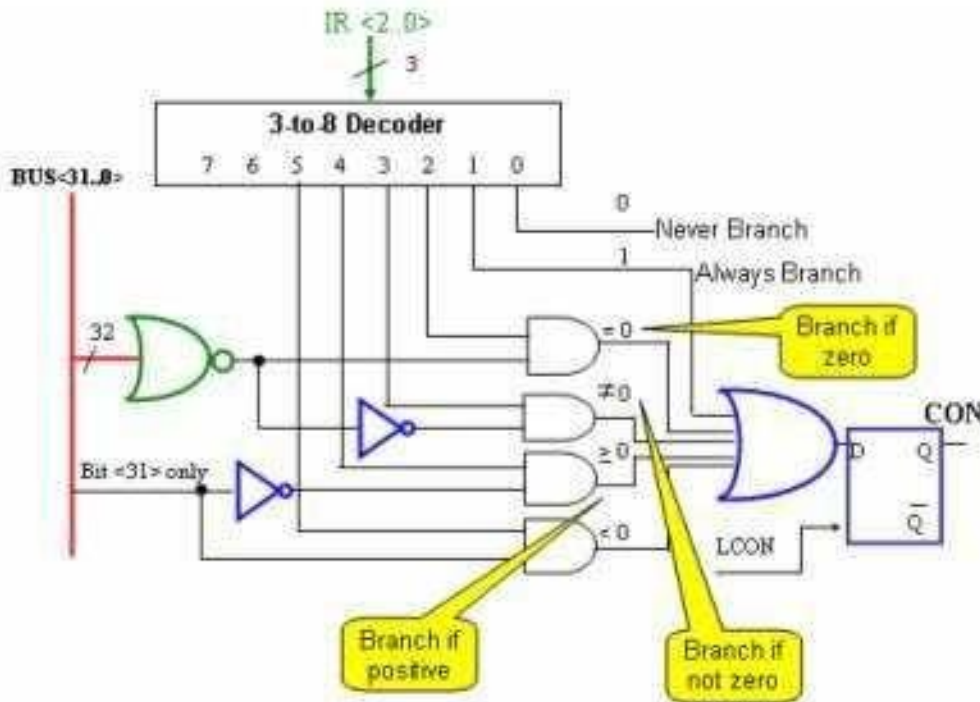 IR <2..0>
3
3-to-8 Decoder
7 6 5 4 3 2 1 0
BUS<31..0>
0
Never Branch
1
Always Branch
32
= 0
Branch if
zero
≠ 0
CON
≥ 0
D Q
Bit <31> only
Q
< 0
LCON
Branch if
positive
Branch if
not zero